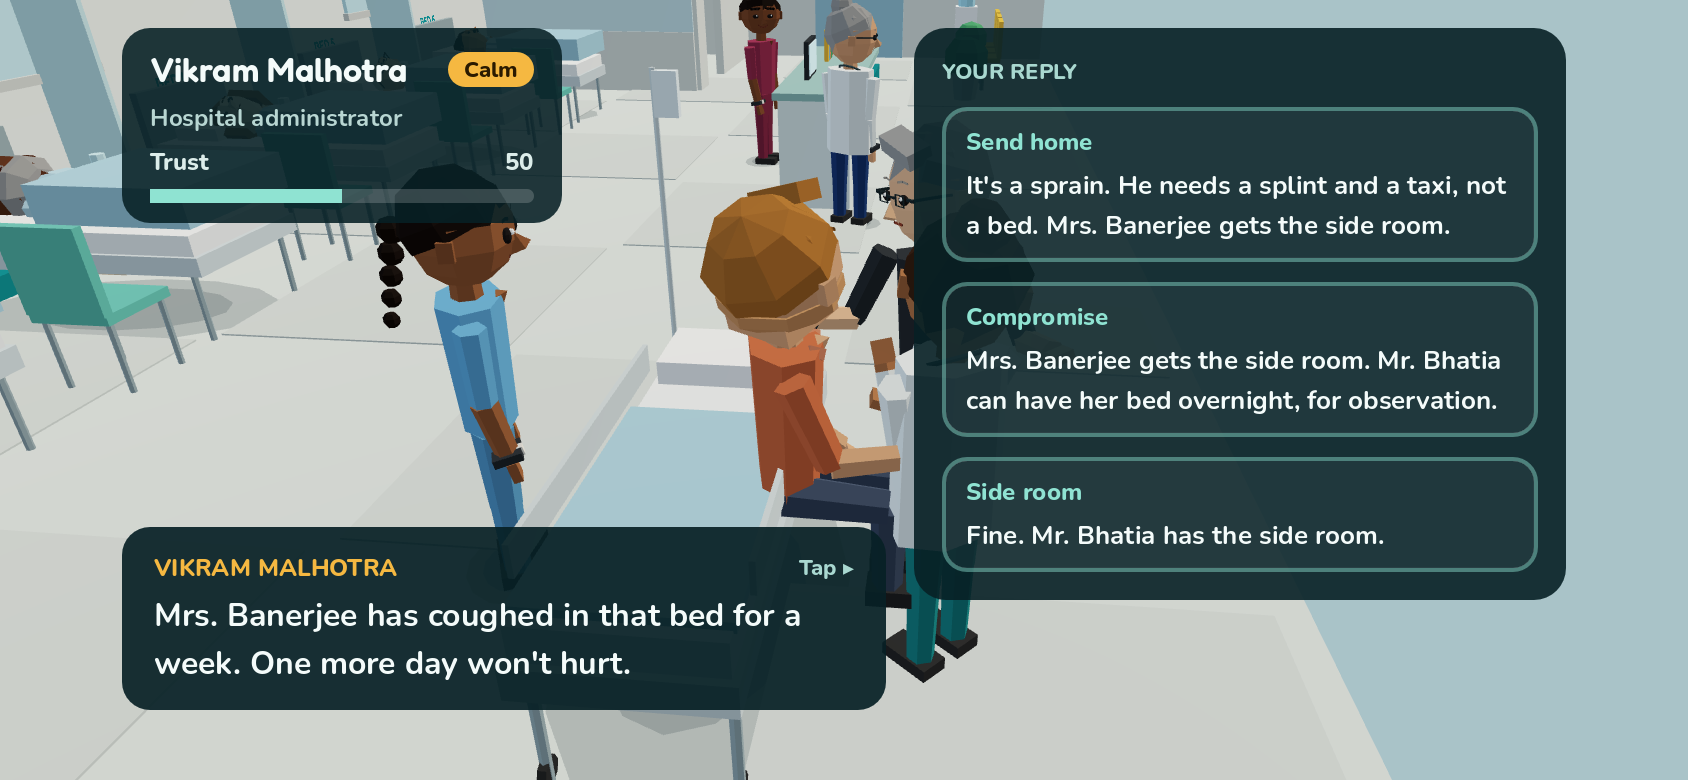 Vikram Malhotra
Calm
Hospital administrator
Trust
50
YOUR REPLY
Send home
It's a sprain. He needs a splint and a taxi, not
a bed. Mrs. Banerjee gets the side room.
Compromise
Mrs. Banerjee gets the side room. Mr. Bhatia
can have her bed overnight, for observation.
Side room
Fine. Mr. Bhatia has the side room.
VIKRAM MALHOTRA
Tap ▸
Mrs. Banerjee has coughed in that bed for a
week. One more day won't hurt.